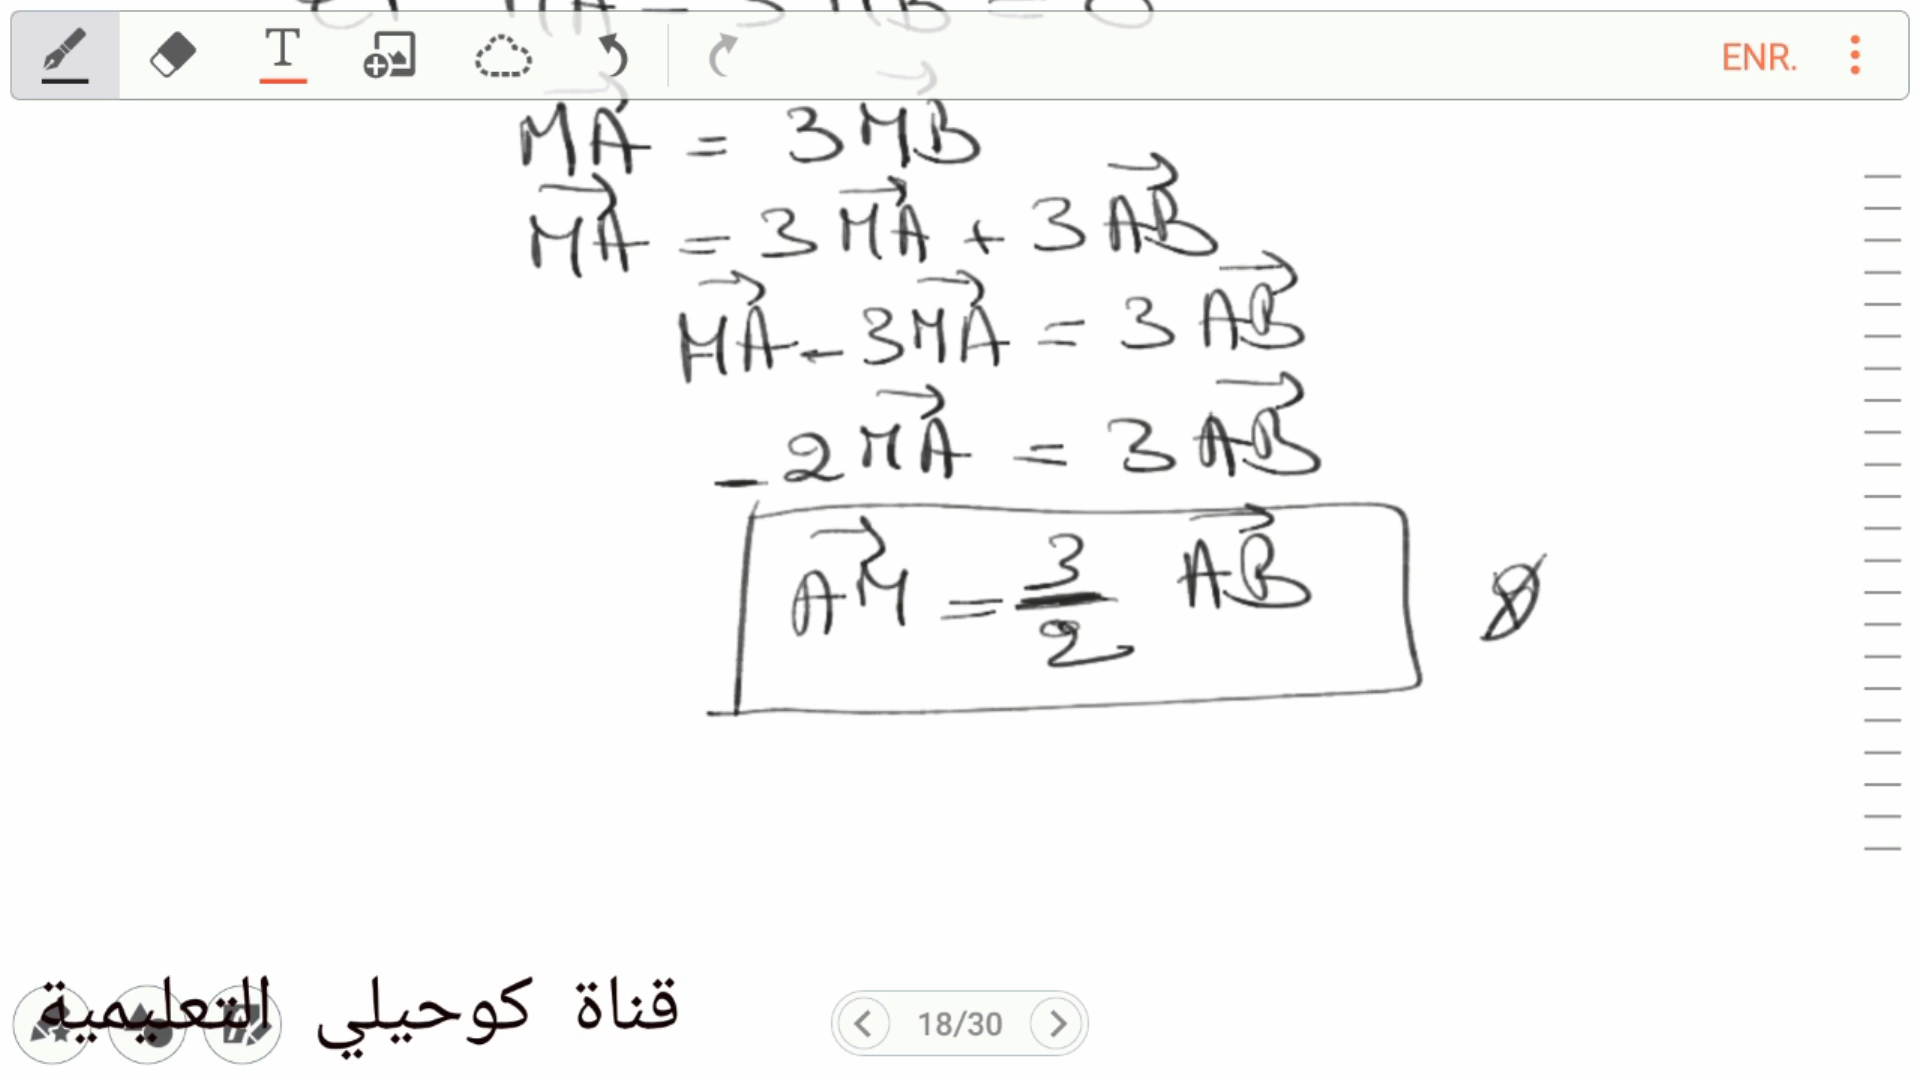 T ENR.
MA = 3MB
MA = 3MA + 3AB
MA - 3MA = 3AB
-2MA = 3AB
AM = 3/2 AB
قناة كوحيلي التعليمية
18/30